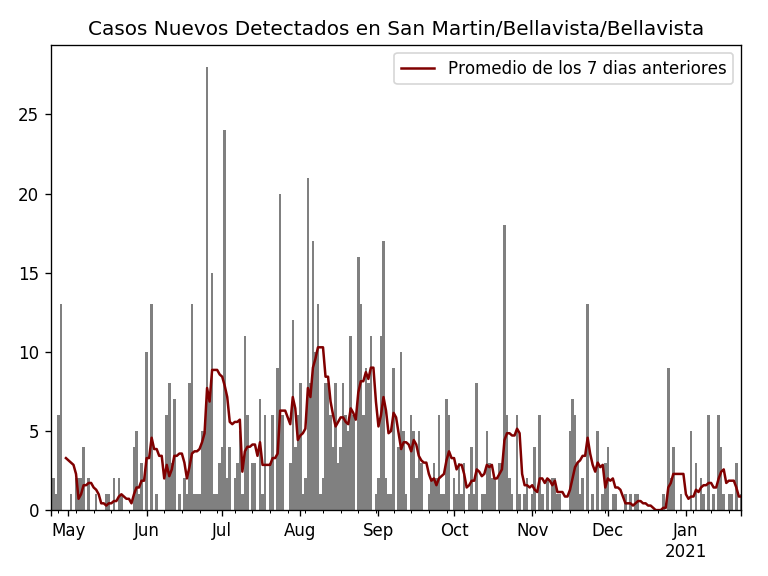 Casos Nuevos Detectados en San Martin/Bellavista/Bellavista
Promedio de los 7 dias anteriores
25
20
15
10
5
0
May Jun Jul Aug Sep Oct Nov Dec Jan
2021